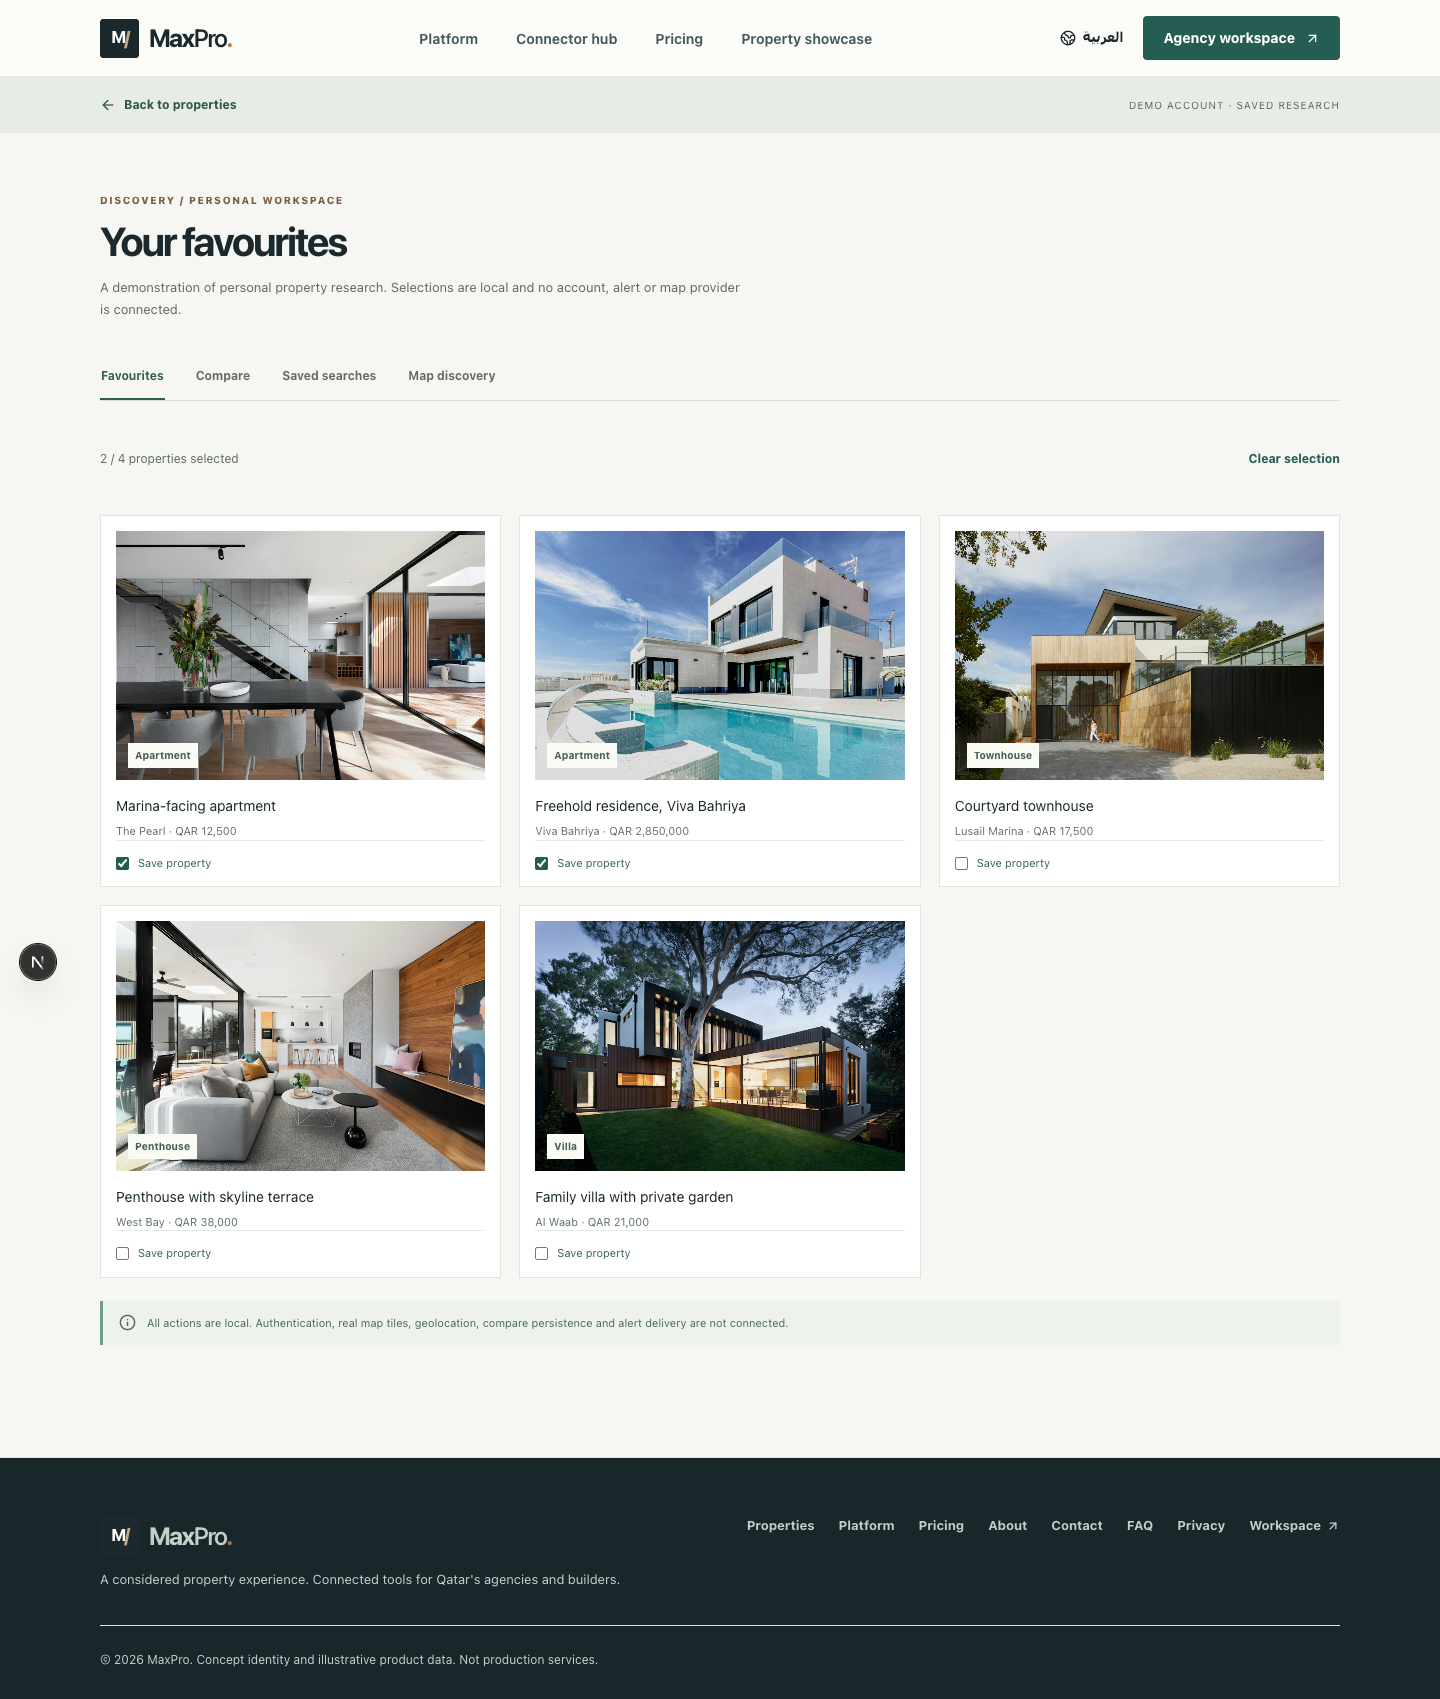 M/ MaxPro.
Platform Connector hub Pricing Property showcase
العربية
Agency workspace
Back to properties
DEMO ACCOUNT · SAVED RESEARCH
DISCOVERY / PERSONAL WORKSPACE
Your favourites
A demonstration of personal property research. Selections are local and no account, alert or map provider
is connected.
Favourites Compare Saved searches Map discovery
2 / 4 properties selected
Clear selection
Apartment
Marina-facing apartment
The Pearl · QAR 12,500
Save property
Apartment
Freehold residence, Viva Bahriya
Viva Bahriya · QAR 2,850,000
Save property
Townhouse
Courtyard townhouse
Lusail Marina · QAR 17,500
Save property
Penthouse
Penthouse with skyline terrace
West Bay · QAR 38,000
Save property
Villa
Family villa with private garden
Al Waab · QAR 21,000
Save property
N
All actions are local. Authentication, real map tiles, geolocation, compare persistence and alert delivery are not connected.
M/ MaxPro.
Properties Platform Pricing About Contact FAQ Privacy Workspace
A considered property experience. Connected tools for Qatar's agencies and builders.
© 2026 MaxPro. Concept identity and illustrative product data. Not production services.